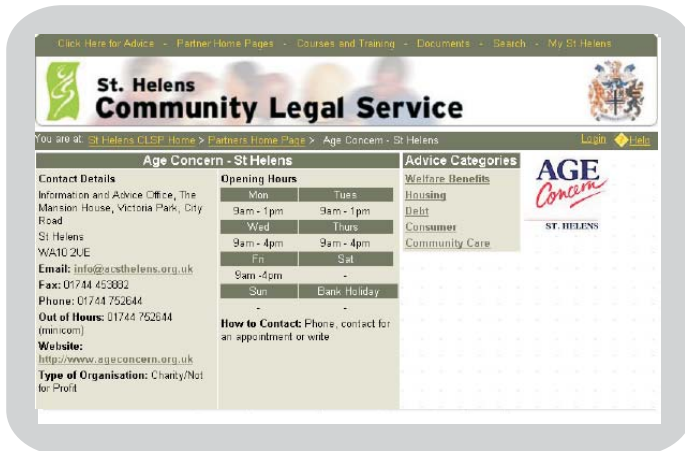 Click Here for Advice - Partner Home Pages - Courses and Training - Documents - Search - My St Helens
St. Helens
Community Legal Service
You are at: St Helens CLSP Home > Partners Home Page > Age Concern - St Helens
Login Help
Age Concern - St Helens
Contact Details
Information and Advice Office, The
Mansion House, Victoria Park, City
Road
St Helens
WA10 2UE
Email: info@acsthelens.org.uk
Fax: 01744 453882
Phone: 01744 752644
Out of Hours: 01744 752644
(minicom)
Website:
http://www.ageconcern.org.uk
Type of Organisation: Charity/Not
for Profit
Opening Hours
Mon Tues
9am - 1pm 9am - 1pm
Wed Thurs
9am - 4pm 9am - 4pm
Fri Sat
9am -4pm -
Sun Bank Holiday
- -
How to Contact: Phone, contact for
an appointment or write
Advice Categories
Welfare Benefits
Housing
Debt
Consumer
Community Care
AGE
Concern
ST. HELENS